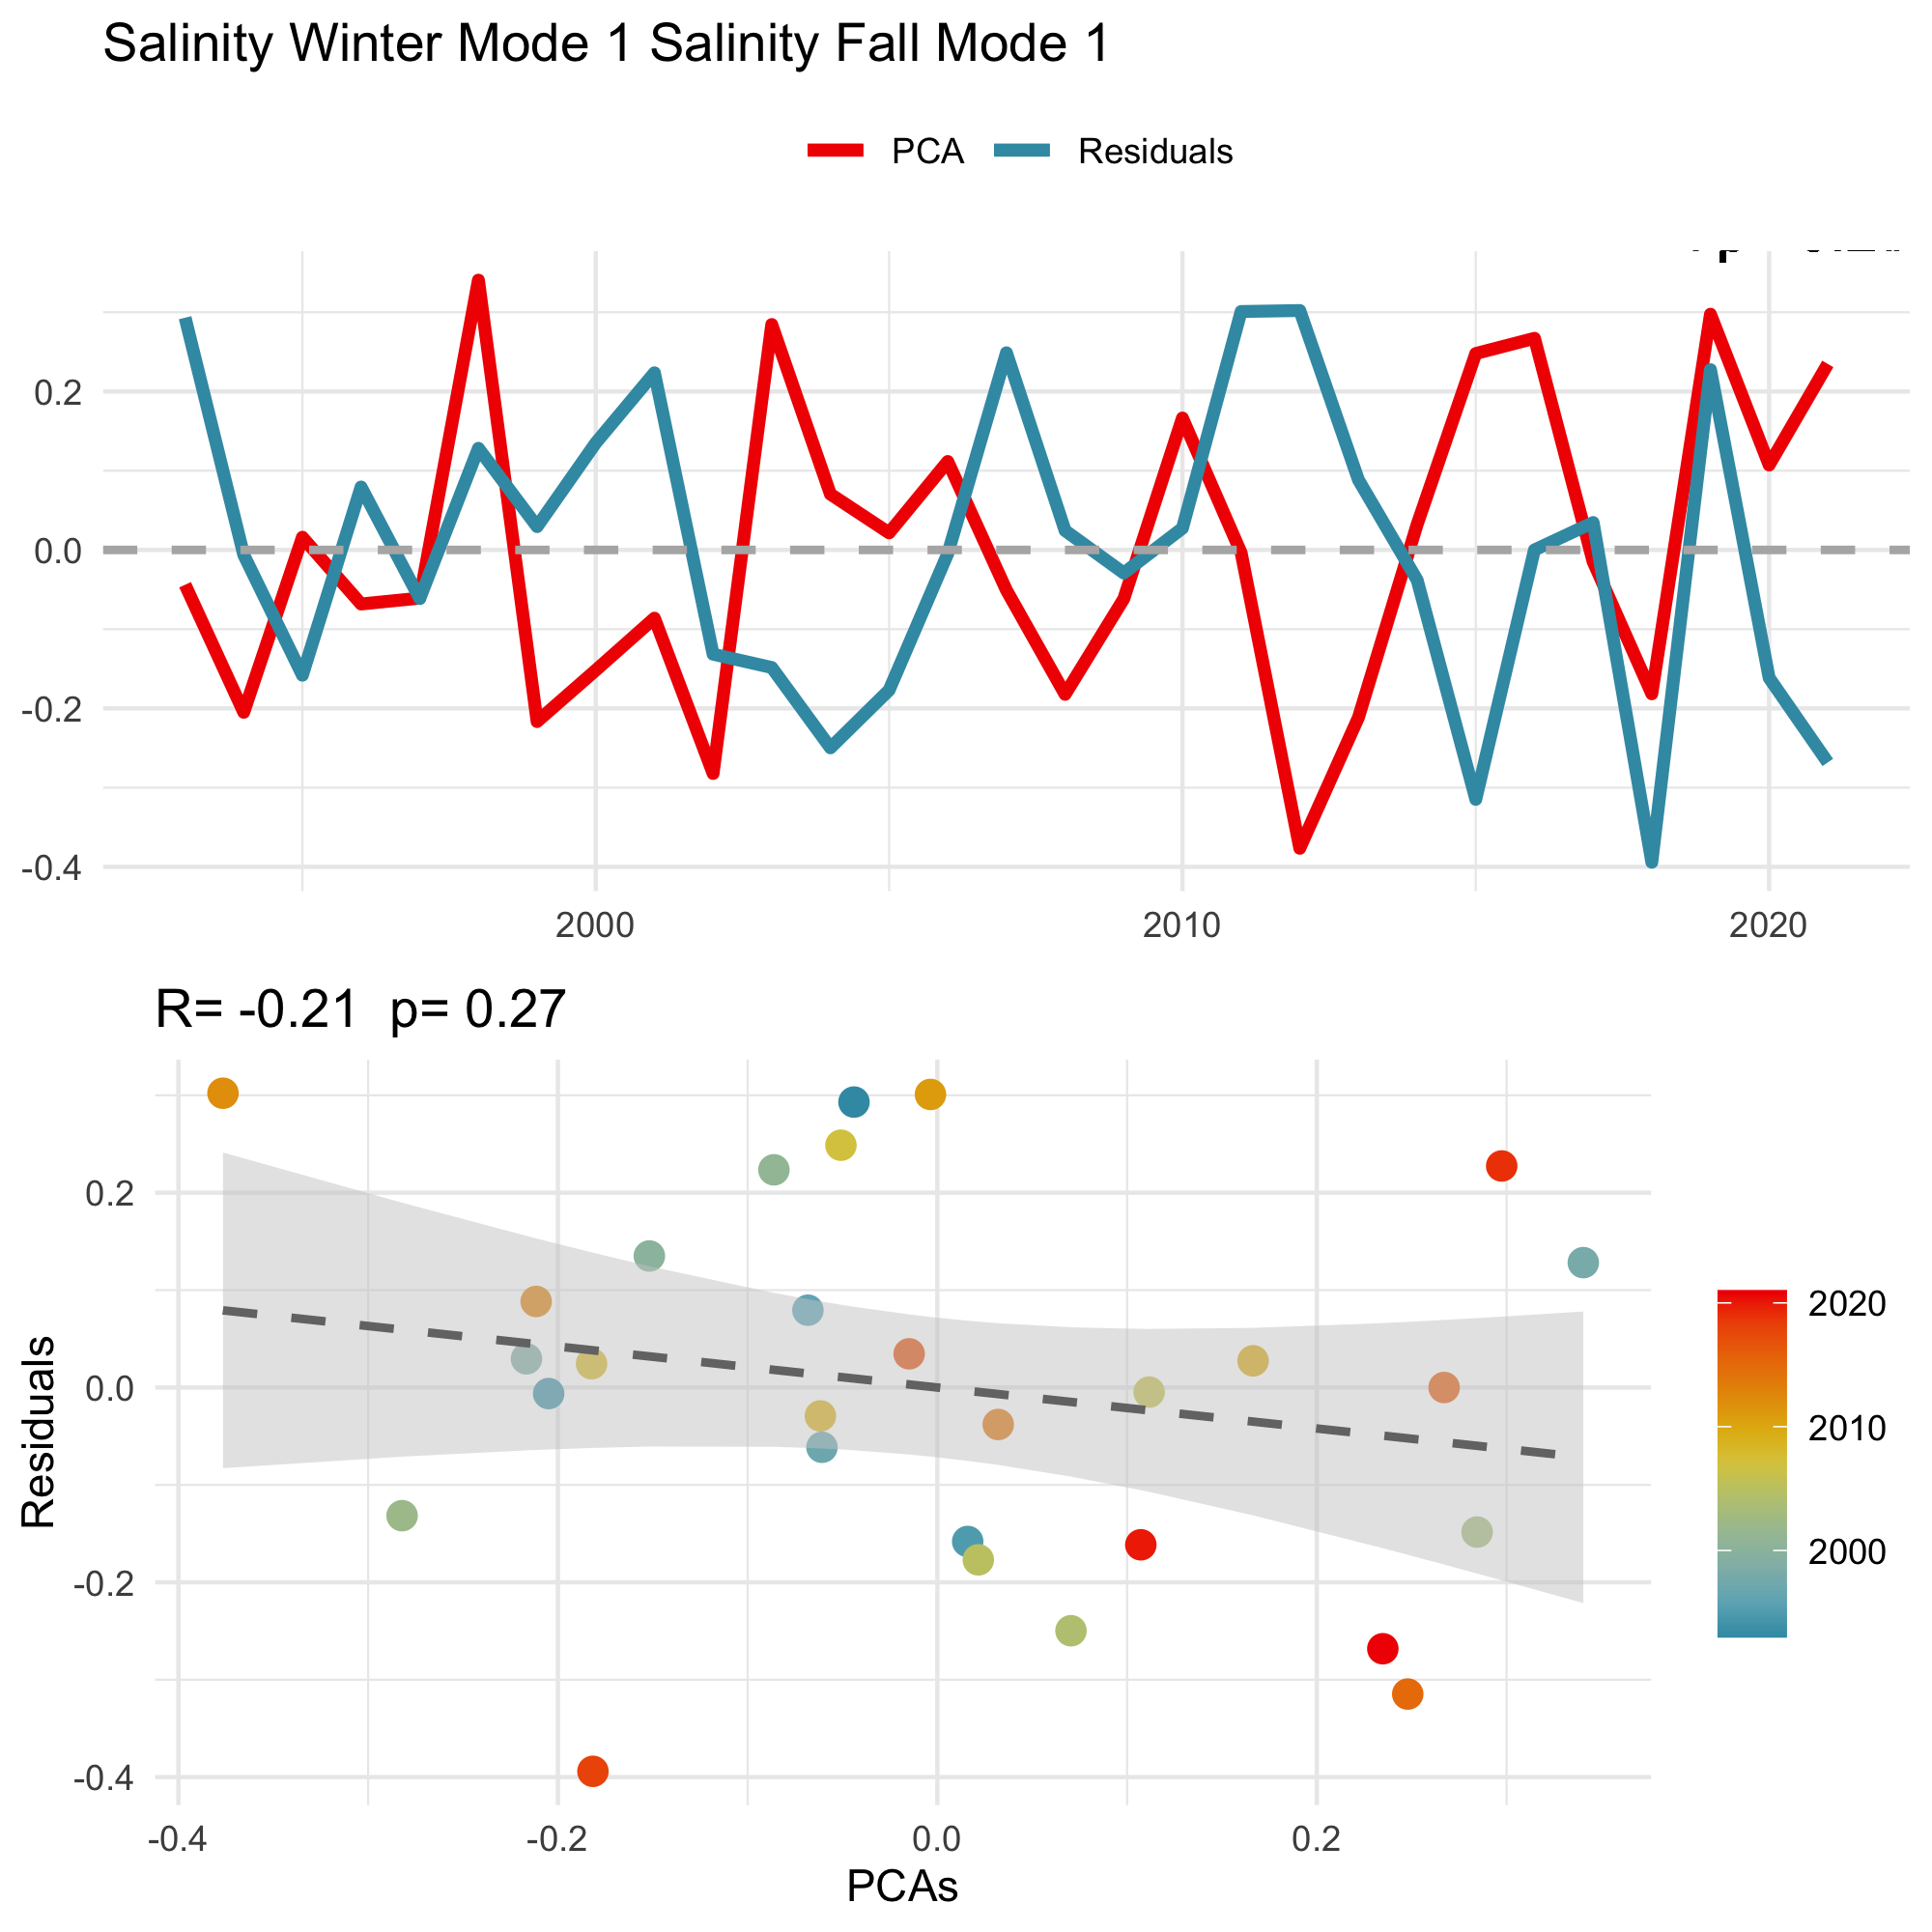 Salinity Winter Mode 1 Salinity Fall Mode 1
PCA Residuals
0.2
0.0
-0.2
-0.4
2000 2010 2020
R= -0.21 p= 0.27
Residuals
0.2
0.0
-0.2
-0.4
-0.4 -0.2 0.0 0.2
PCAs
2020
2010
2000